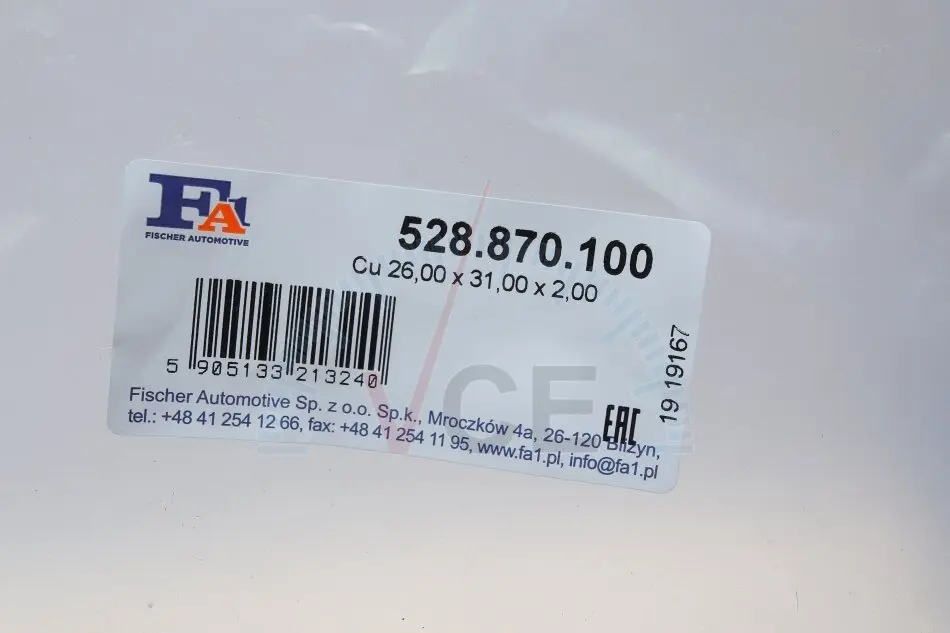 FA1
FISCHER AUTOMOTIVE
528.870.100
Cu 26,00 x 31,00 x 2,00
5 905133 213240
19 19167
EAC
Fischer Automotive Sp. z o.o. Sp.k., Mroczków 4a, 26-120 Bliżyn,
tel.: +48 41 254 12 66, fax: +48 41 254 11 95, www.fa1.pl, info@fa1.pl
VCE